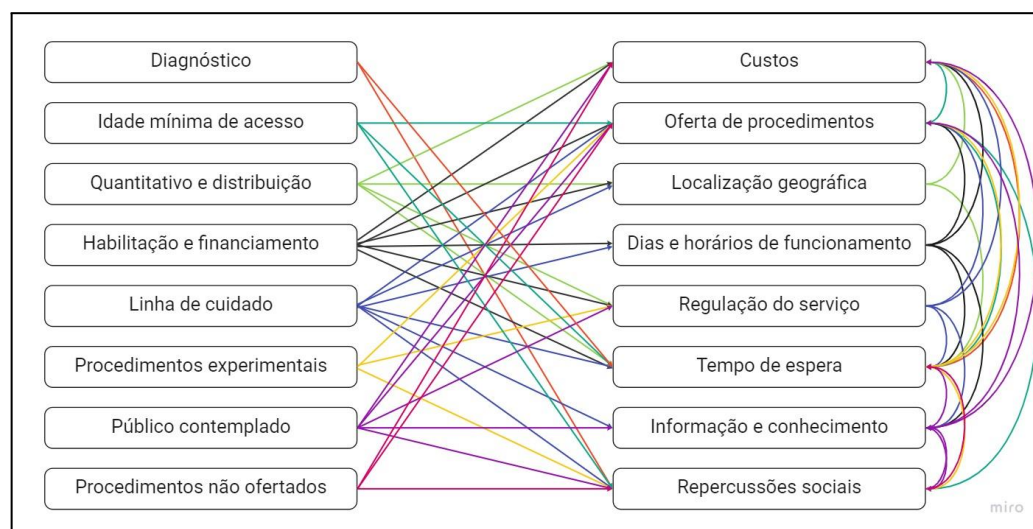 Diagnóstico
Custos
Idade mínima de acesso
Oferta de procedimentos
Quantitativo e distribuição
Localização geográfica
Habilitação e financiamento
Dias e horários de funcionamento
Linha de cuidado
Regulação do serviço
Procedimentos experimentais
Tempo de espera
Público contemplado
Informação e conhecimento
Procedimentos não ofertados
Repercussões sociais
miro